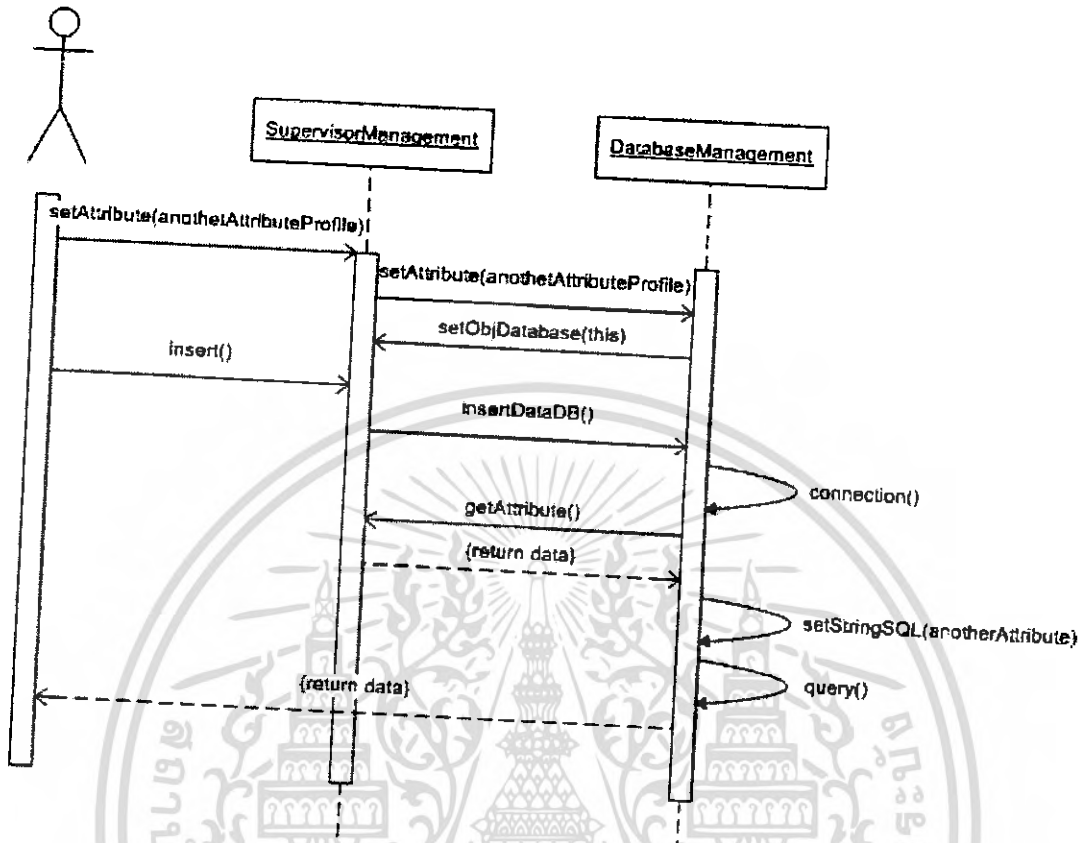 SupervisorManagement
DatabaseManagement
setAttribute(anothetAttributeProfile)
setAttribute(anothetAttributeProfile)
setObjDatabase(this)
insert()
insertDataDB()
connection()
getAttribute()
{return data}
setStringSQL(anotherAttribute)
query()
{return data}